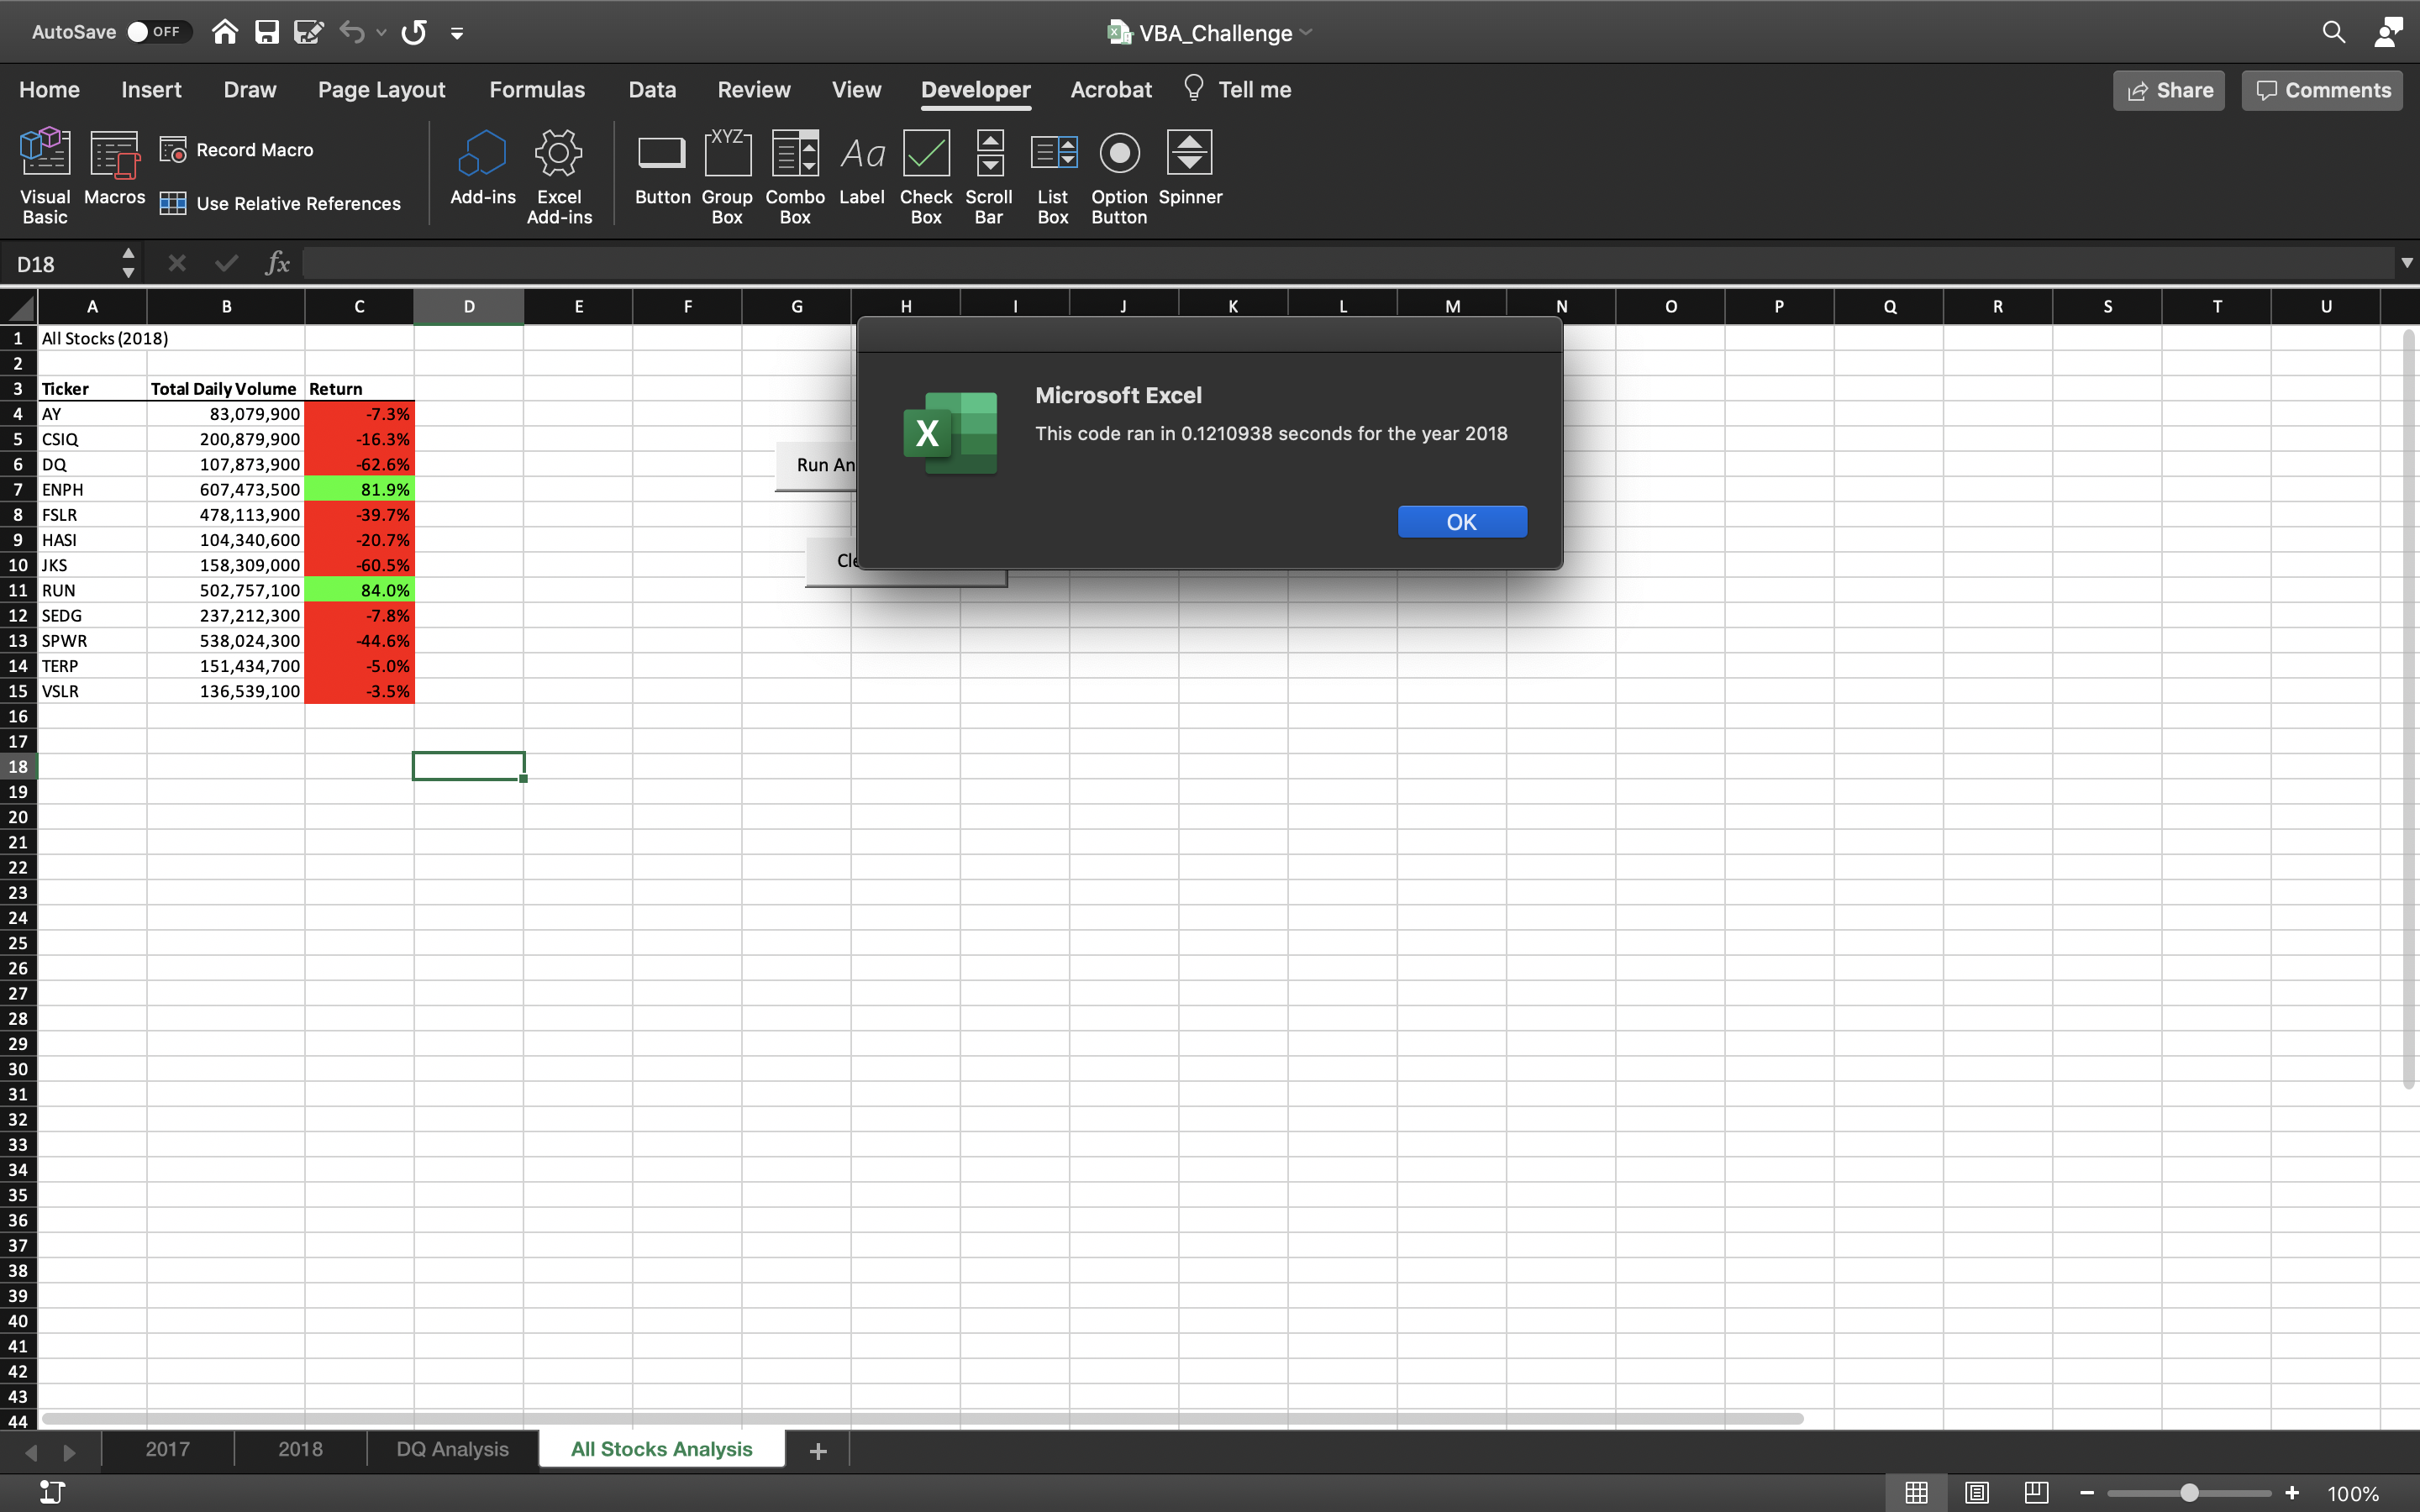 AutoSave OFF VBA_Challenge
Home Insert Draw Page Layout Formulas Data Review View Developer Acrobat Tell me Share Comments
Visual Basic Macros Record Macro Use Relative References Add-ins Excel Add-ins Button Group Box Combo Box Label Check Box Scroll Bar List Box Option Button Spinner
XYZ Aa
D18 fx
A B C D E F G H I J K L M N O P Q R S T U
1 All Stocks (2018)
2
3 Ticker Total Daily Volume Return
4 AY 83,079,900 -7.3%
5 CSIQ 200,879,900 -16.3%
6 DQ 107,873,900 -62.6%
7 ENPH 607,473,500 81.9%
8 FSLR 478,113,900 -39.7%
9 HASI 104,340,600 -20.7%
10 JKS 158,309,000 -60.5%
11 RUN 502,757,100 84.0%
12 SEDG 237,212,300 -7.8%
13 SPWR 538,024,300 -44.6%
14 TERP 151,434,700 -5.0%
15 VSLR 136,539,100 -3.5%
16
17
18
19
20
21
22
23
24
25
26
27
28
29
30
31
32
33
34
35
36
37
38
39
40
41
42
43
44
Run An
Cle
Microsoft Excel
X
This code ran in 0.1210938 seconds for the year 2018
OK
2017 2018 DQ Analysis All Stocks Analysis +
100%